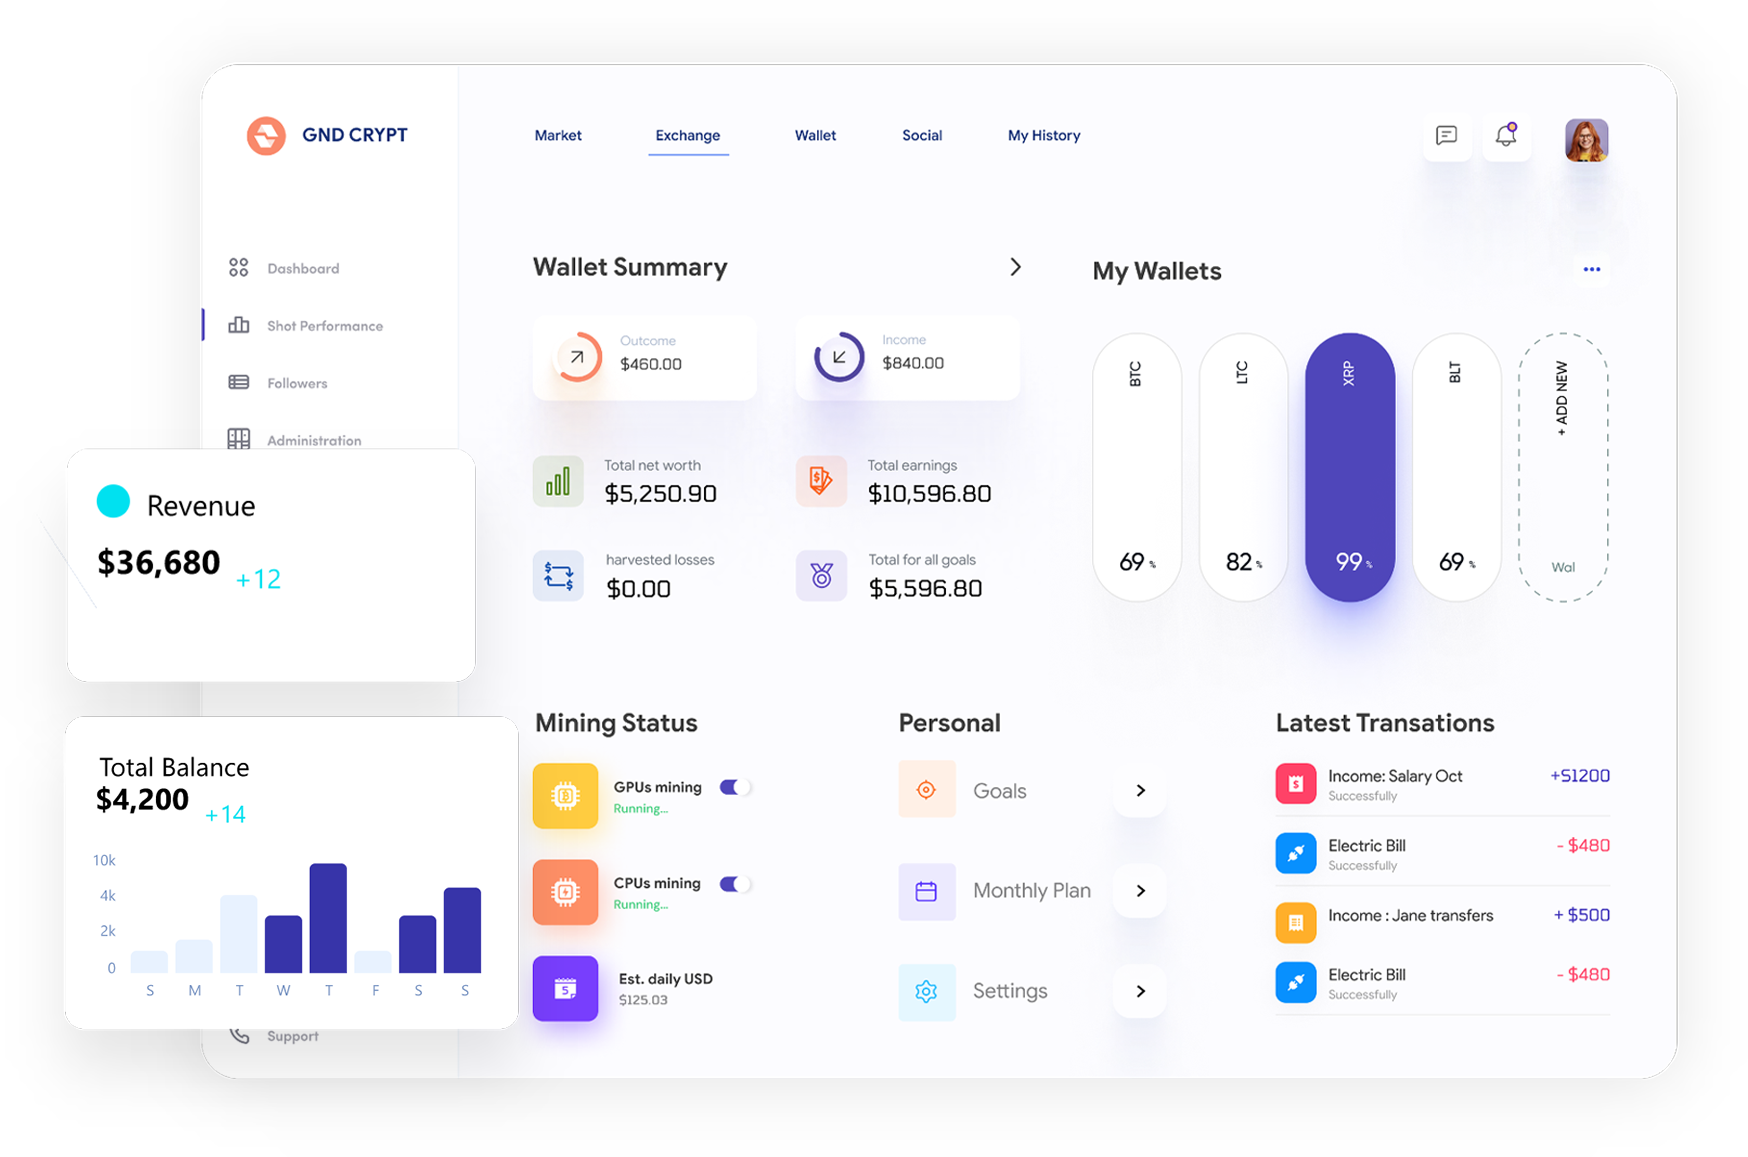 GND CRYPT
Market
Exchange
Wallet
Social
My History
Dashboard
Shot Performance
Followers
Administration
Support
Revenue
$36,680 +12
Total Balance
$4,200 +14
10k
4k
2k
0
S M T W T F S S
Wallet Summary
Outcome
$460.00
Income
$840.00
Total net worth
$5,250.90
Total earnings
$10,596.80
harvested losses
$0.00
Total for all goals
$5,596.80
My Wallets
BTC
69 %
LTC
82 %
XRP
99 %
BLT
69 %
+ ADD NEW
Wal
Mining Status
GPUs mining
Running...
CPUs mining
Running...
5
Est. daily USD
$125.03
Personal
Goals
Monthly Plan
Settings
Latest Transations
Income: Salary Oct +S1200
Successfully
Electric Bill - $480
Successfully
Income : Jane transfers + $500
Electric Bill - $480
Successfully